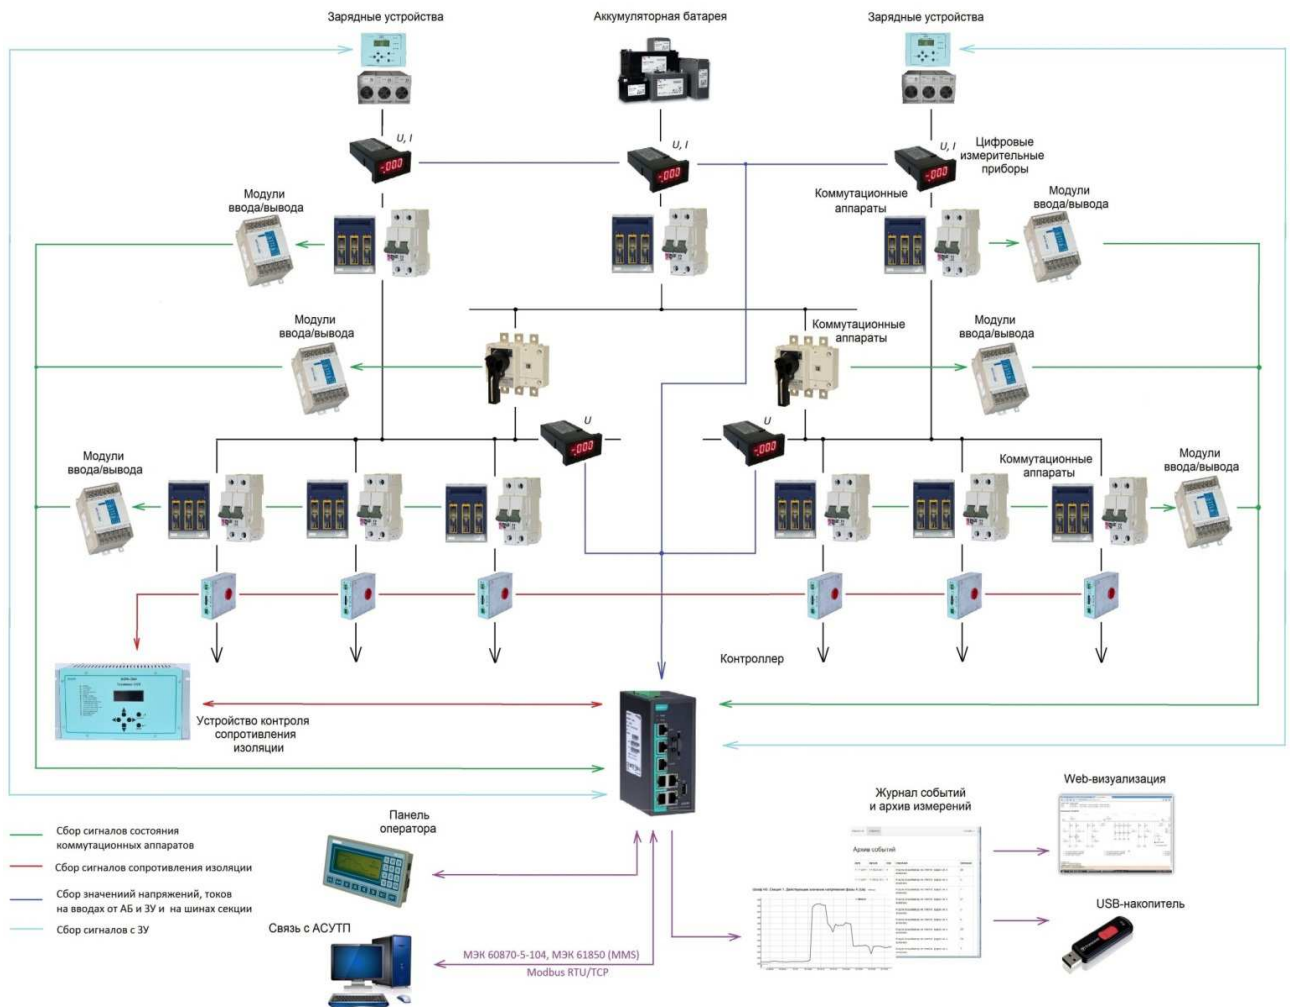 Зарядные устройства
Аккумуляторная батарея
Зарядные устройства
U, I
U, I
U, I
Цифровые
измерительные
приборы
Модули
ввода/вывода
Коммутационные
аппараты
Модули
ввода/вывода
Модули
ввода/вывода
Коммутационные
аппараты
Модули
ввода/вывода
U
U
Модули
ввода/вывода
Коммутационные
аппараты
Модули
ввода/вывода
Контроллер
Устройство контроля
сопротивления
изоляции
Журнал событий
и архив измерений
Web-визуализация
Панель
оператора
Архив событий
Сбор сигналов состояния
коммутационных аппаратов
Сбор сигналов сопротивления изоляции
Сбор значениий напряжений, токов
на вводах от АБ и ЗУ и на шинах секции
Сбор сигналов с ЗУ
USB-накопитель
Связь с АСУТП
МЭК 60870-5-104, МЭК 61850 (MMS)
Modbus RTU/TCP